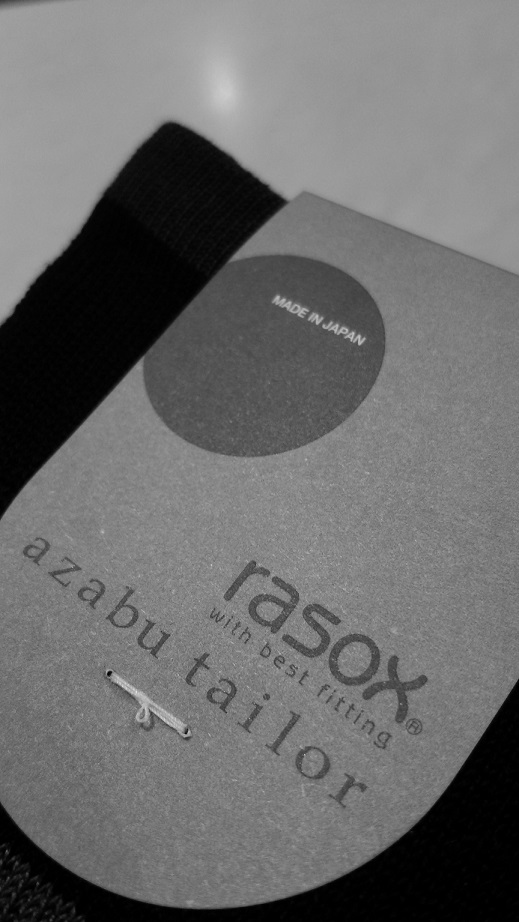 MADE IN JAPAN
rasox®
with best fitting
azabu tailor